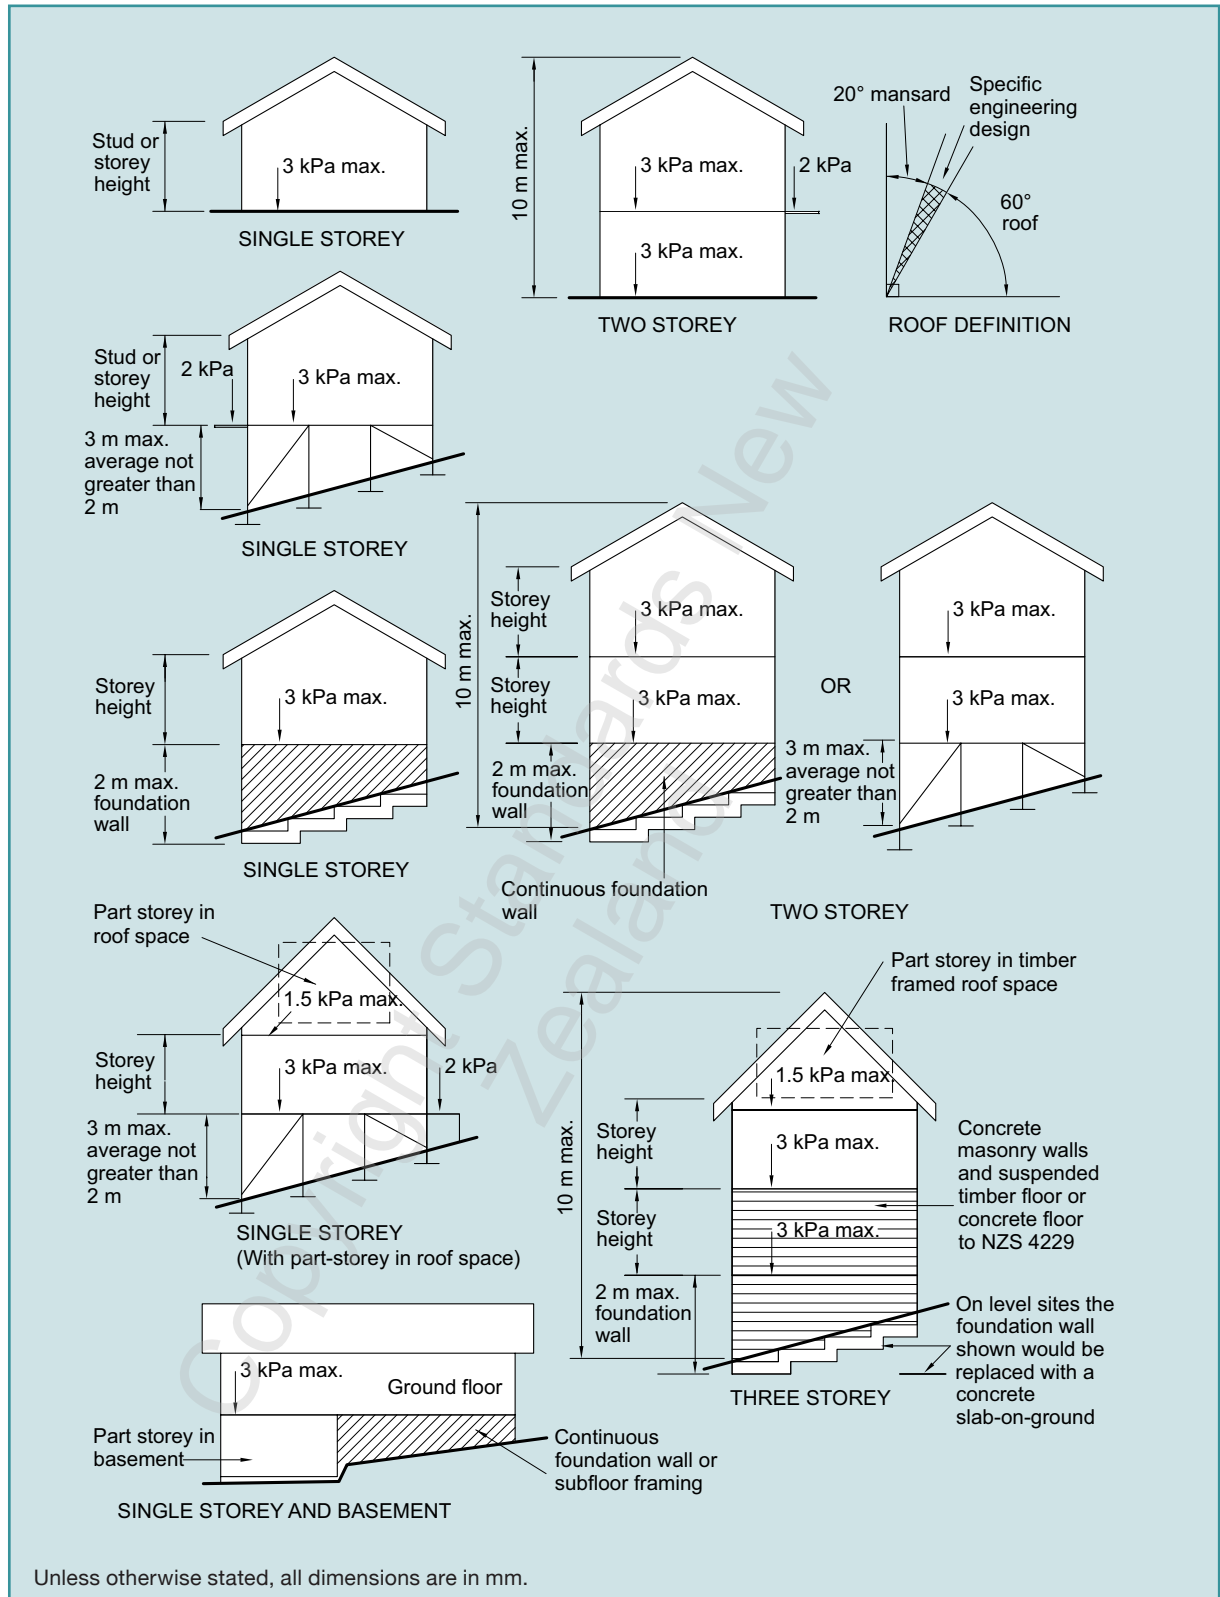 Stud or
storey
height
3 kPa max.
SINGLE STOREY
10 m max.
3 kPa max.
2 kPa
3 kPa max.
TWO STOREY
20° mansard
Specific
engineering
design
60°
roof
ROOF DEFINITION
Stud or
storey
height
2 kPa
3 kPa max.
3 m max.
average not
greater than
2 m
SINGLE STOREY
Storey
height
3 kPa max.
2 m max.
foundation
wall
SINGLE STOREY
10 m max.
Storey
height
3 kPa max.
Storey
height
3 kPa max.
2 m max.
foundation
wall
Continuous foundation
wall
OR
3 kPa max.
3 kPa max.
3 m max.
average not
greater than
2 m
TWO STOREY
Part storey in
roof space
1.5 kPa max.
Storey
height
3 kPa max.
2 kPa
3 m max.
average not
greater than
2 m
SINGLE STOREY
(With part-storey in roof space)
Part storey in timber
framed roof space
1.5 kPa max.
10 m max.
Storey
height
3 kPa max.
Storey
height
3 kPa max.
2 m max.
foundation
wall
Concrete
masonry walls
and suspended
timber floor or
concrete floor
to NZS 4229
On level sites the
foundation wall
shown would be
replaced with a
concrete
slab-on-ground
THREE STOREY
3 kPa max.
Ground floor
Part storey in
basement
Continuous
foundation wall or
subfloor framing
SINGLE STOREY AND BASEMENT
Unless otherwise stated, all dimensions are in mm.
Copyright Standards New
Zealand